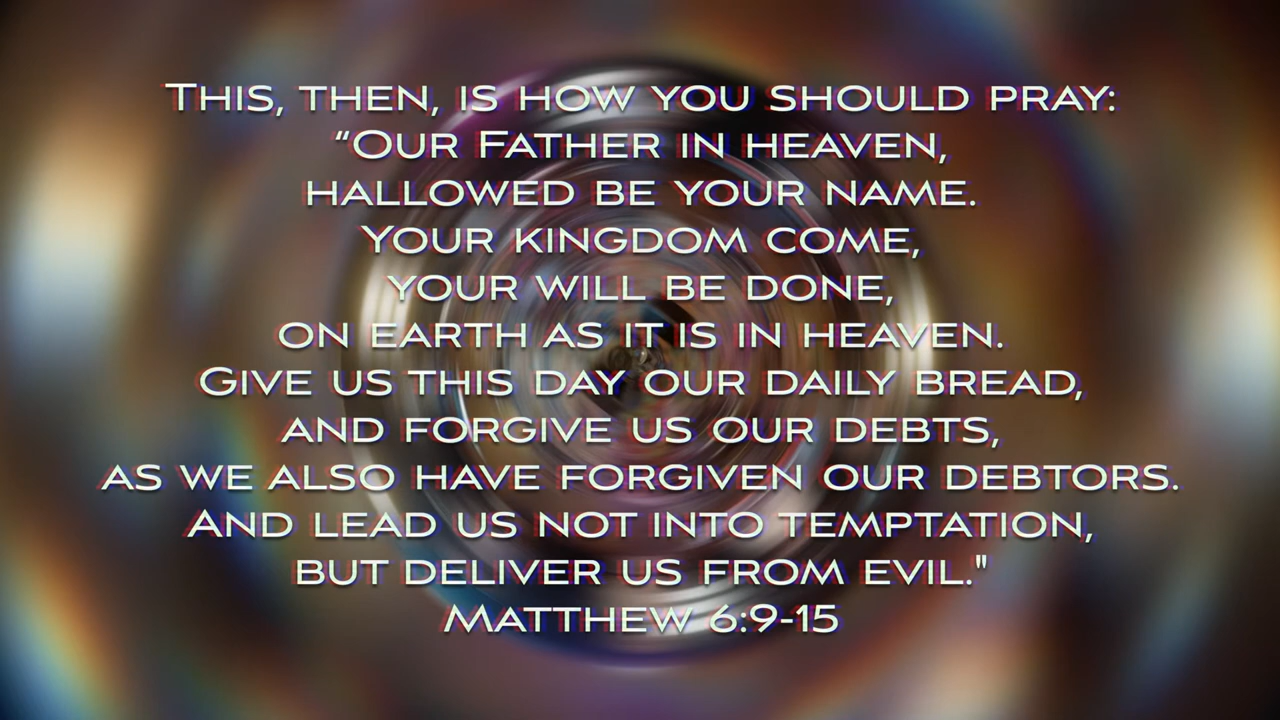 This, then, is how you should pray:
“Our Father in heaven,
hallowed be your name.
Your kingdom come,
your will be done,
on earth as it is in heaven.
Give us this day our daily bread,
and forgive us our debts,
as we also have forgiven our debtors.
And lead us not into temptation,
but deliver us from evil."
Matthew 6:9-15